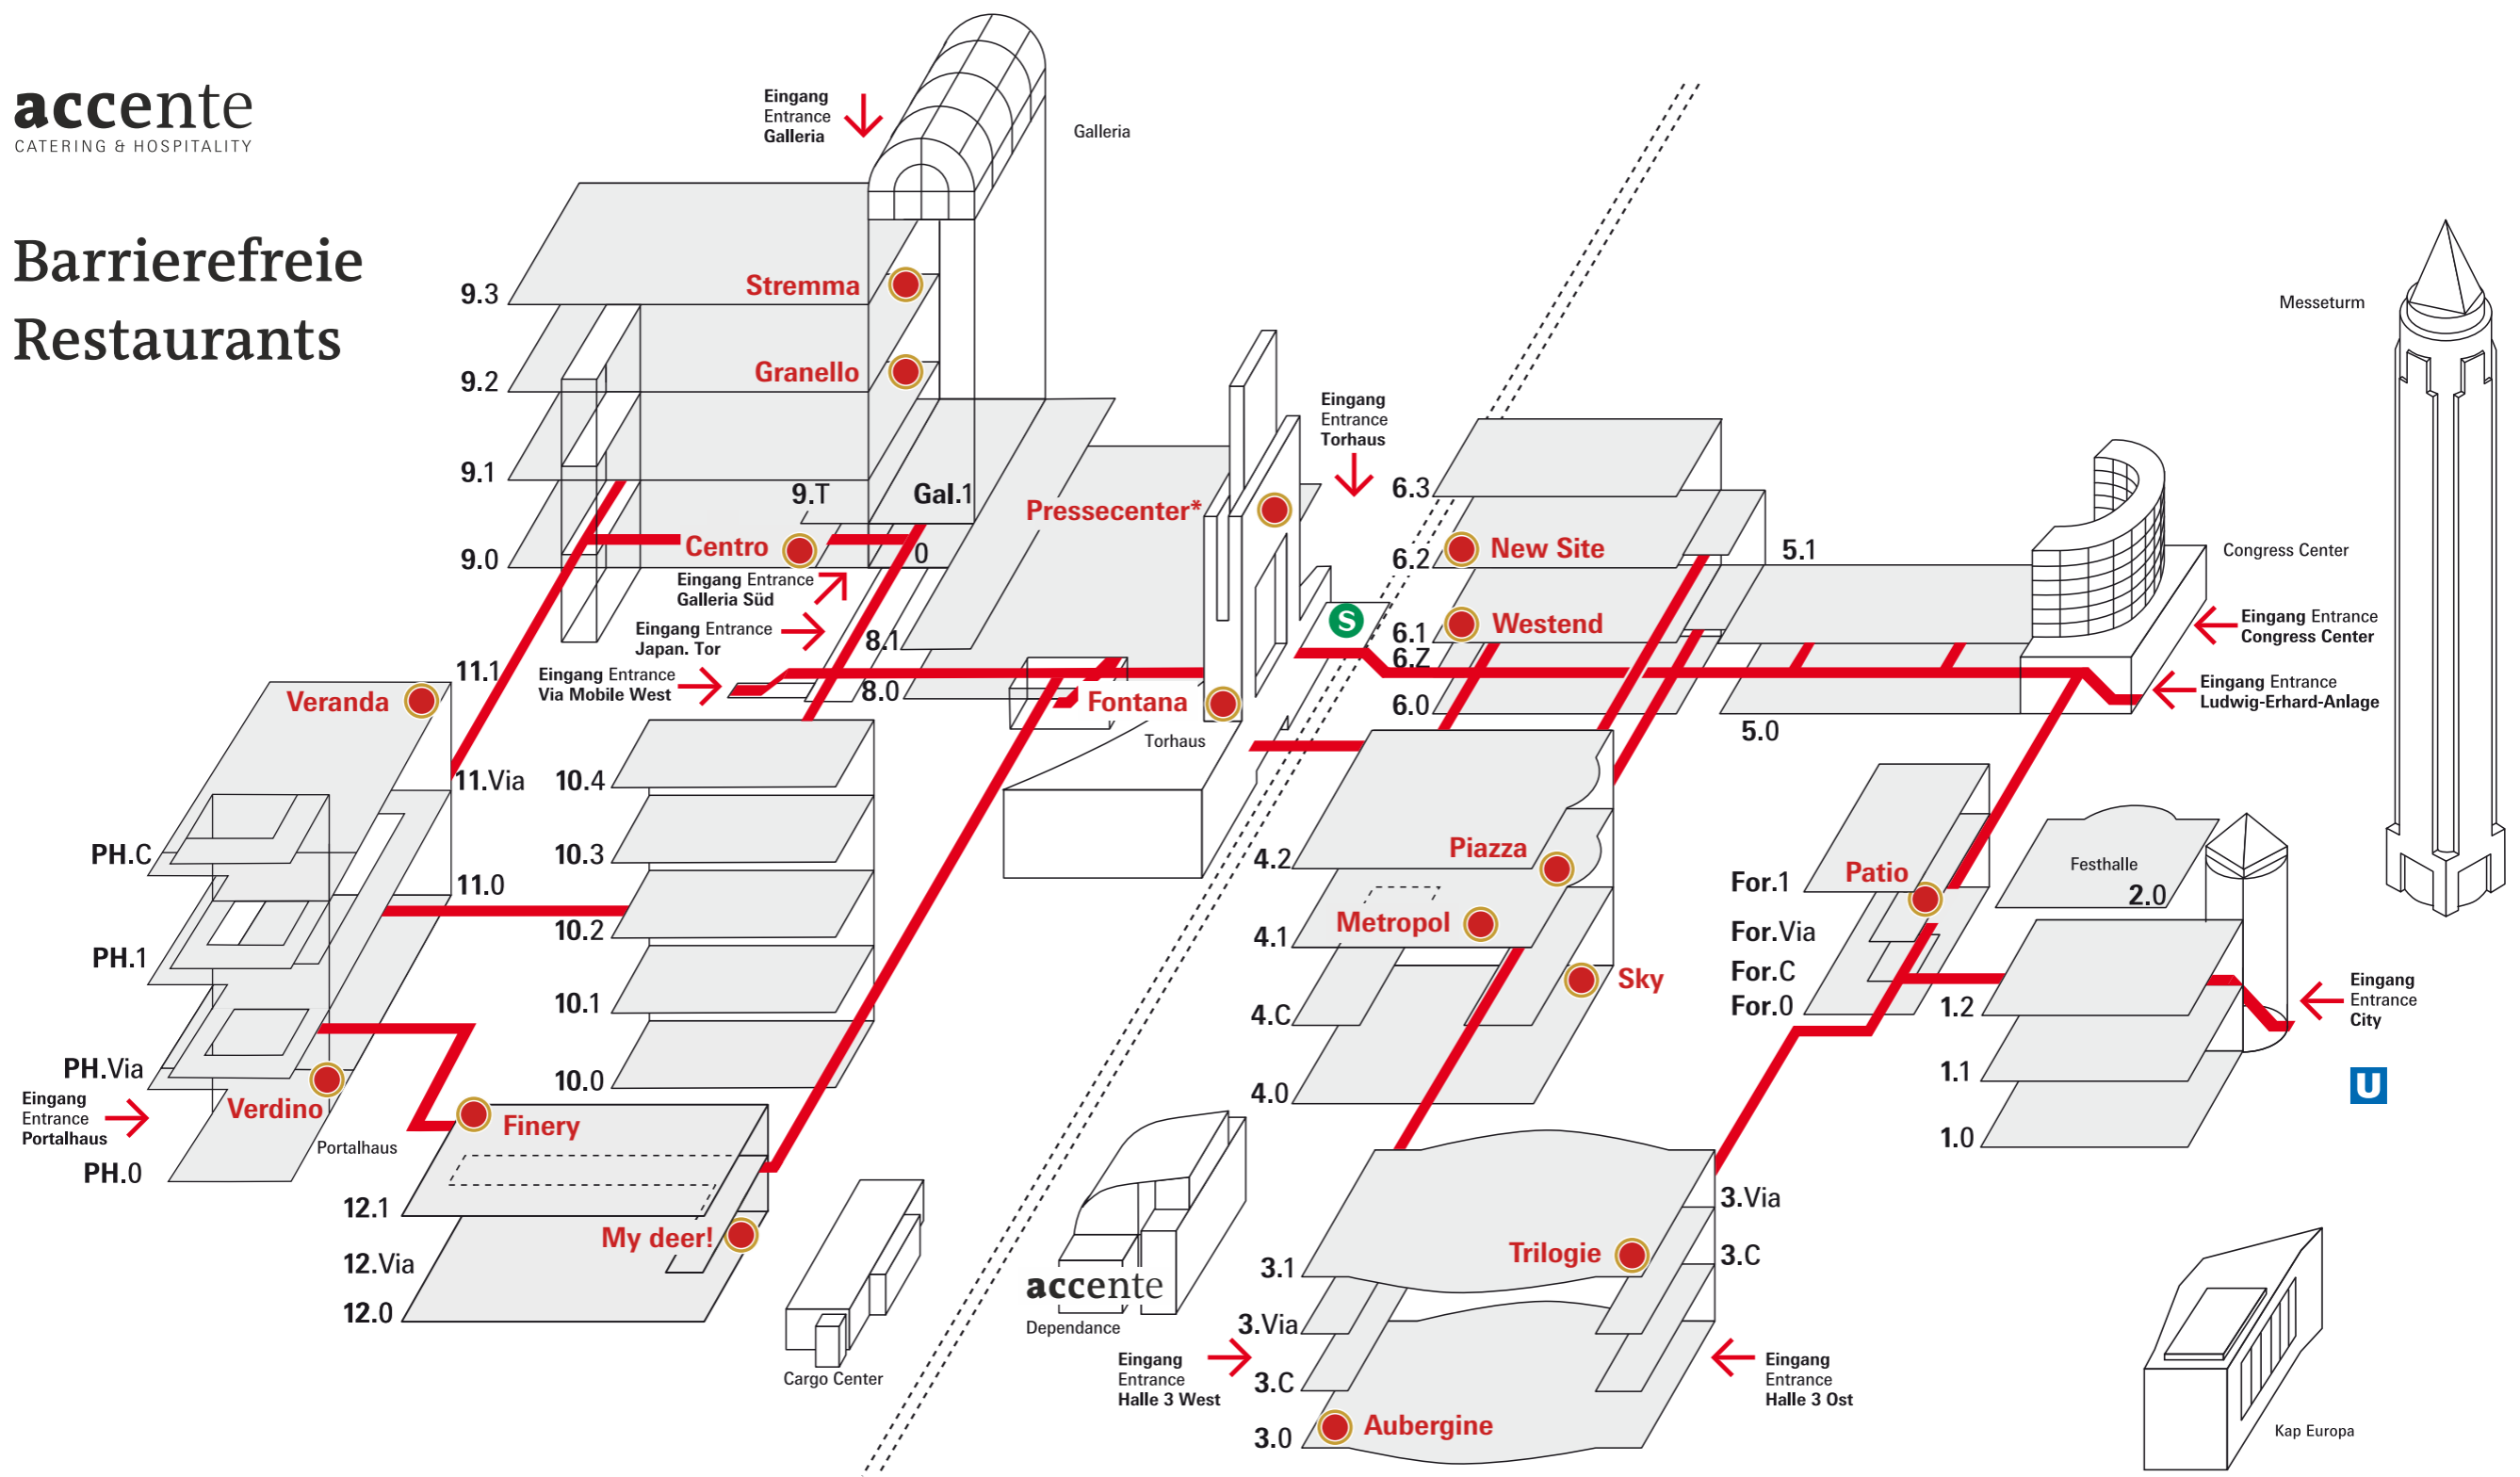 accente
CATERING & HOSPITALITY
Barrierefreie
Restaurants
Eingang
Entrance
Galleria
Galleria
Stremma
9.3
Granello
9.2
9.1
9.T
Gal.1
Centro
9.0
0
Eingang Entrance
Galleria Süd
Eingang Entrance
Japan. Tor
Eingang Entrance
Via Mobile West
8.1
8.0
Pressecenter*
Fontana
Torhaus
Eingang
Entrance
Torhaus
S
6.3
New Site
6.2
Westend
6.1
6.Z
6.0
5.1
5.0
Messeturm
Congress Center
Eingang Entrance
Congress Center
Eingang Entrance
Ludwig-Erhard-Anlage
11.1
Veranda
11.Via
11.0
PH.C
PH.1
PH.Via
Eingang
Entrance
Portalhaus
Verdino
Portalhaus
PH.0
10.4
10.3
10.2
10.1
10.0
Finery
12.1
My deer!
12.Via
12.0
Cargo Center
Piazza
4.2
Metropol
4.1
Sky
4.C
4.0
Patio
For.1
For.Via
For.C
For.0
Festhalle
2.0
1.2
1.1
1.0
Eingang
Entrance
City
U
accente
Dependance
3.Via
Trilogie
3.C
3.1
3.Via
Eingang
Entrance
Halle 3 West
3.C
Eingang
Entrance
Halle 3 Ost
Aubergine
3.0
Kap Europa